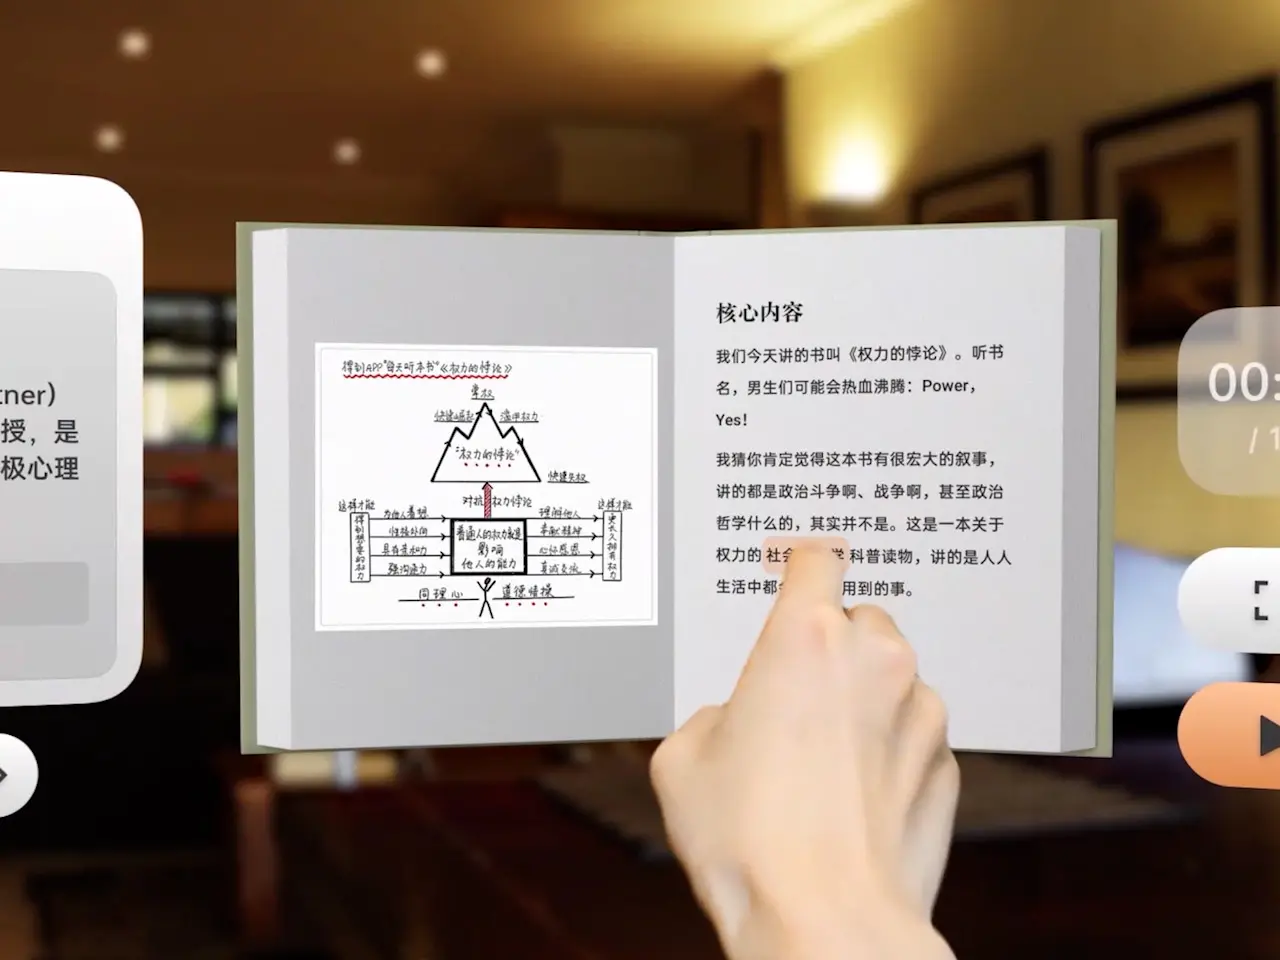 tner)
授，是
极心理
得到APP"每天听本书"《权力的悖论》
掌权
快速崛起
滥用权力
"权力的悖论"
快速失权
对抗权力悖论
这样才能
得到想要的权力
为他人着想
性格外向
具有亲和力
强沟通力
普通人的权力就是
影响
他人的能力
理解他人
奉献精神
心怀感恩
真诚
这样才能
更长久拥有权力
同理心
道德情操
核心内容
我们今天讲的书叫《权力的悖论》。听书
名，男生们可能会热血沸腾：Power，
Yes！
我猜你肯定觉得这本书有很宏大的叙事，
讲的都是政治斗争啊、战争啊，甚至政治
哲学什么的，其实并不是。这是一本关于
权力的 社会 学 科普读物，讲的是人人
生活中都 用到的事。
00:
/ 1